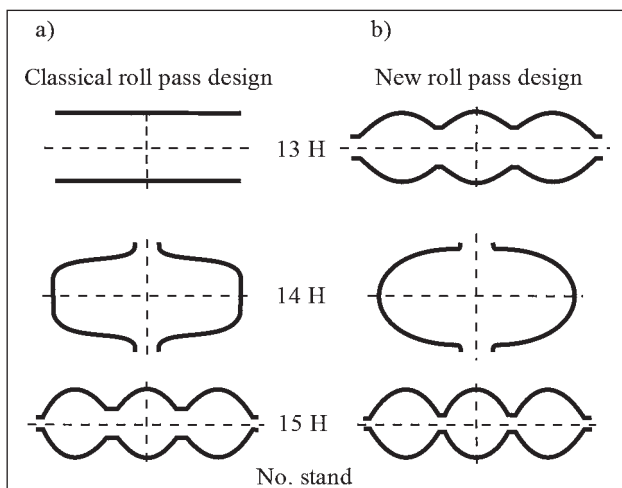 a)
b)
Classical roll pass design
New roll pass design
13 H
14 H
15 H
No. stand